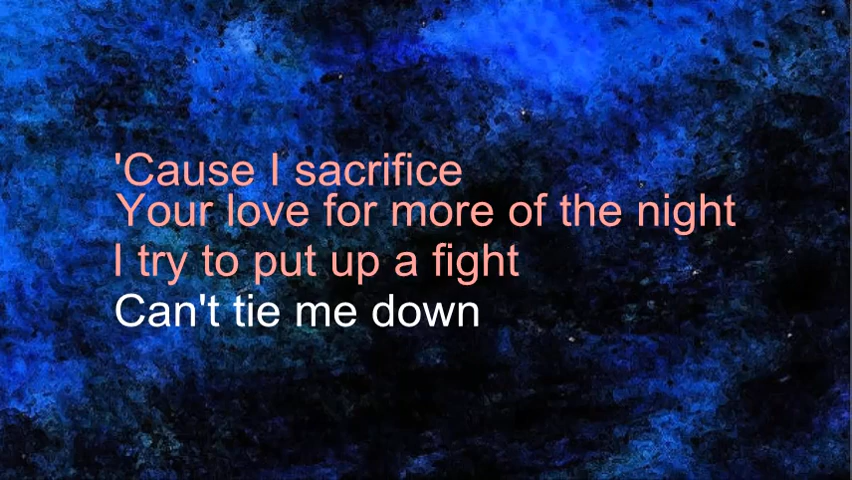 'Cause I sacrifice
Your love for more of the night
I try to put up a fight
Can't tie me down